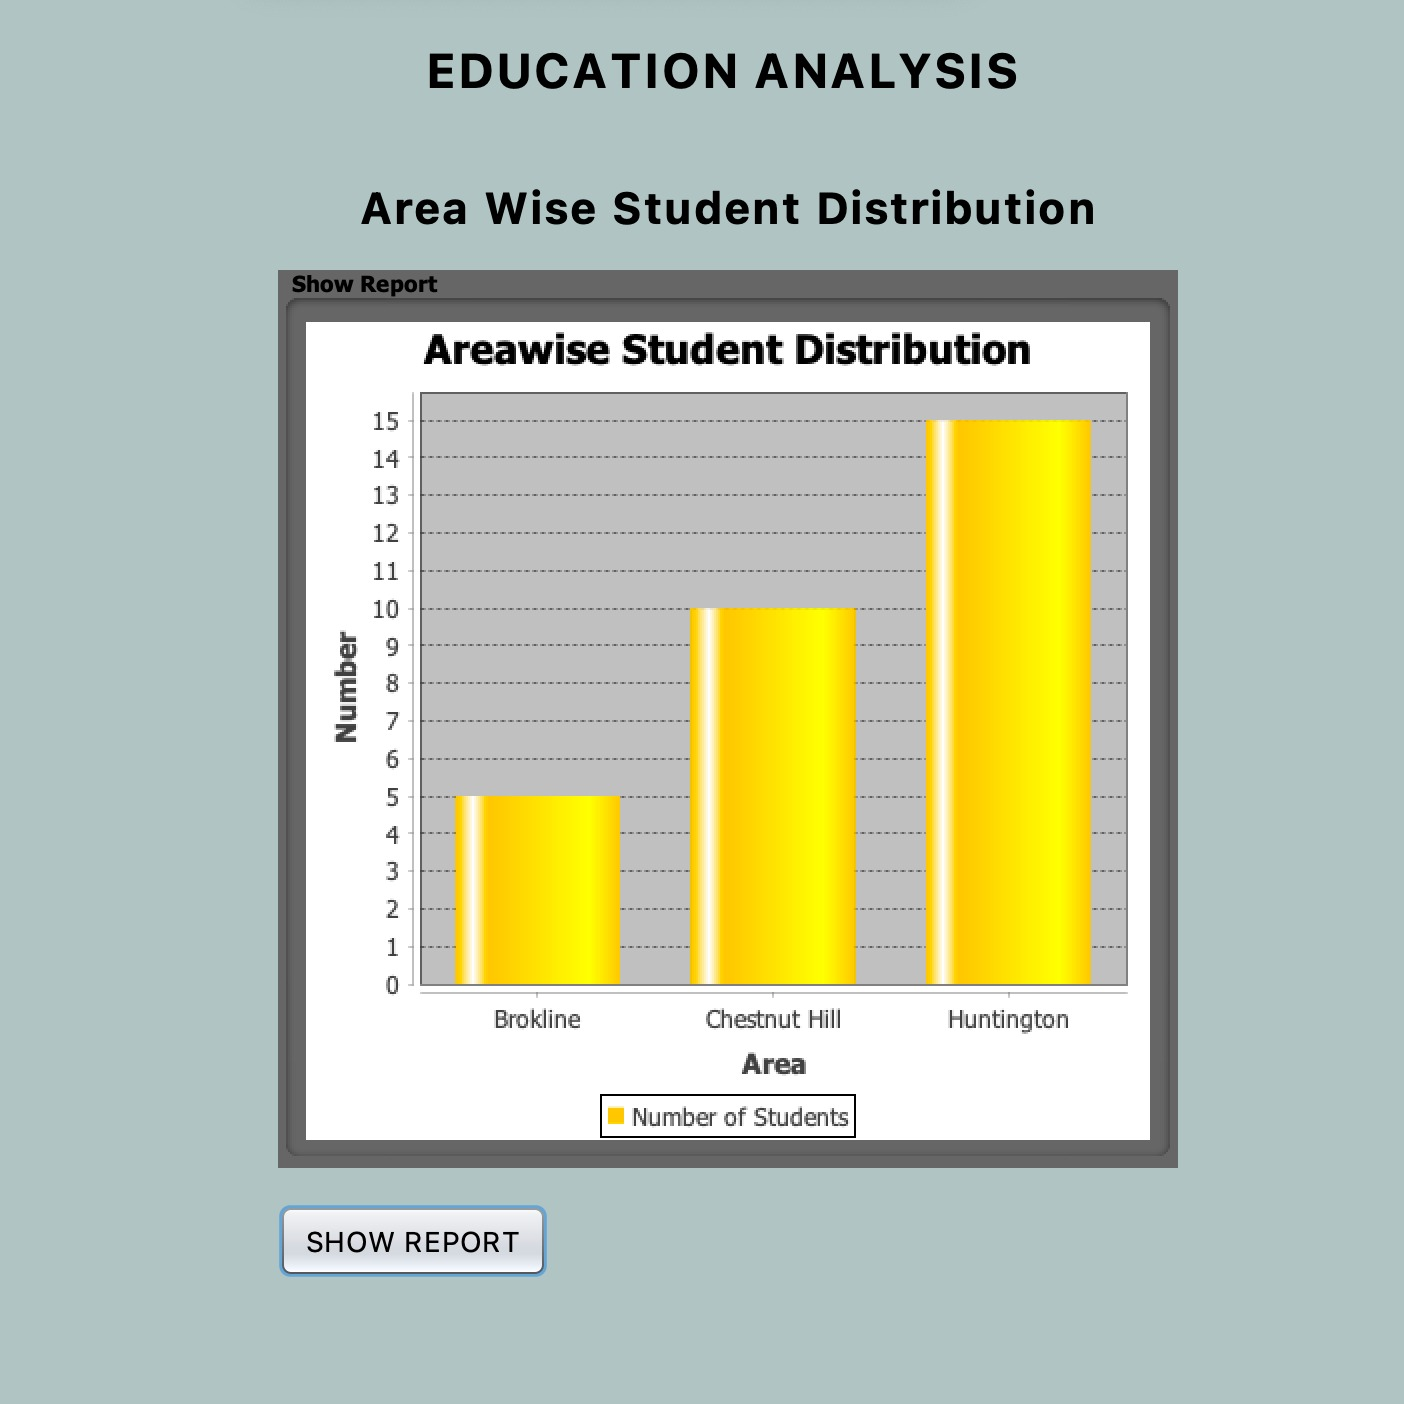 EDUCATION ANALYSIS
Area Wise Student Distribution
Show Report
Areawise Student Distribution
15
14
13
12
11
10
9
8
7
6
5
4
3
2
1
0
Number
Brokline Chestnut Hill Huntington
Area
Number of Students
SHOW REPORT